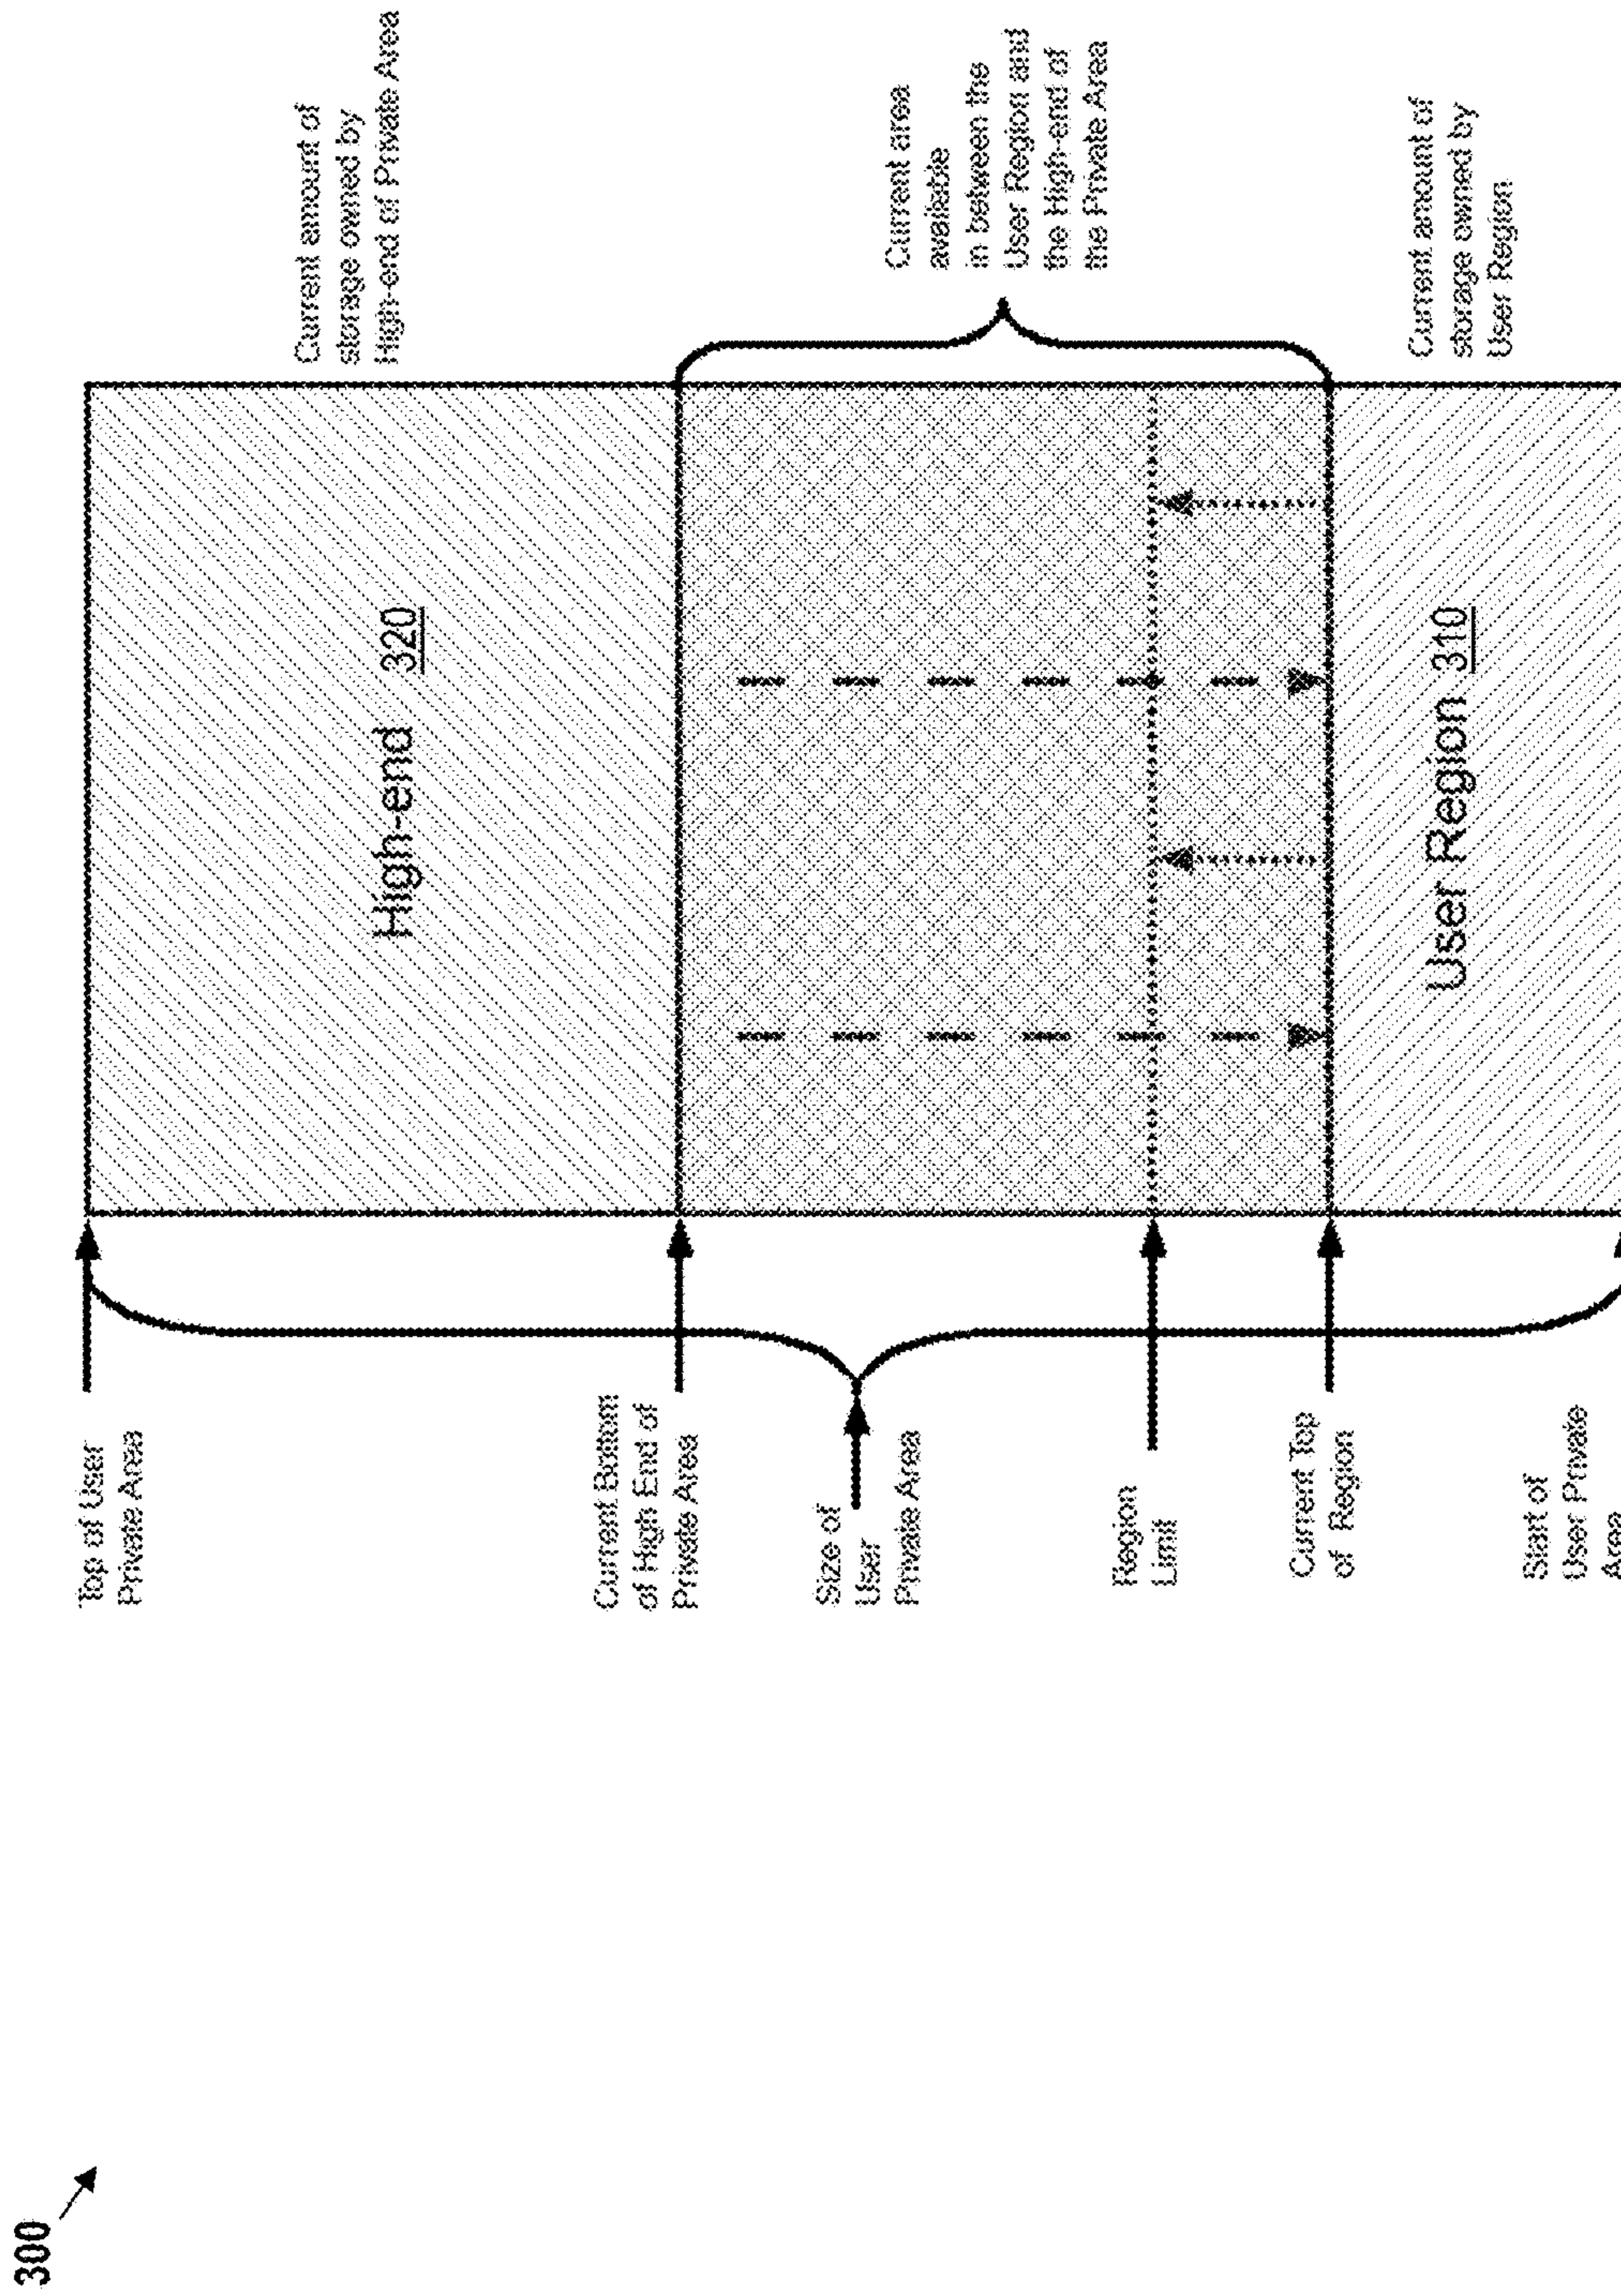 300
Top of User
Private Area
Current Bottom
of High End of
Private Area
Size of
User
Private Area
Region
Limit
Current Top
of Region
Start of
User Private
Area
High-end 320
User Region 310
Current amount of
storage owned by
High-end of Private Area
Current area
available
in between the
User Region and
the High-end of
the Private Area
Current amount of
storage owned by
User Region